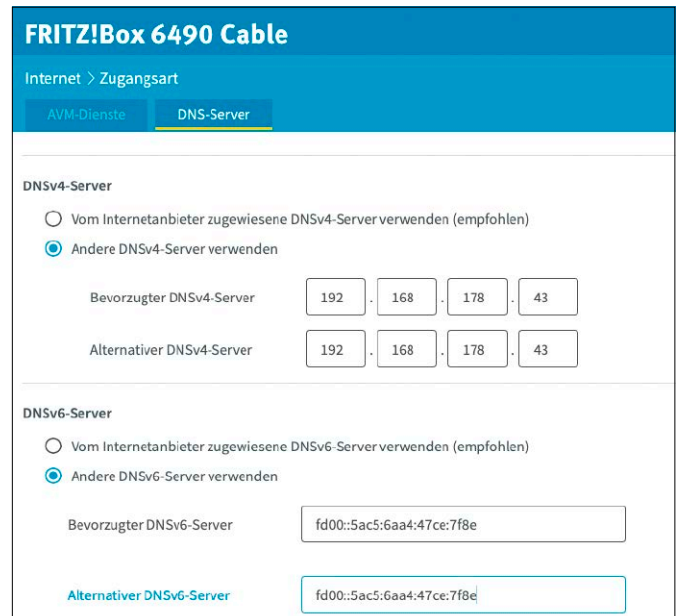 FRITZ!Box 6490 Cable
Internet > Zugangsart
AVM-Dienste DNS-Server
DNSv4-Server
Vom Internetanbieter zugewiesene DNSv4-Server verwenden (empfohlen)
Andere DNSv4-Server verwenden
Bevorzugter DNSv4-Server 192 . 168 . 178 . 43
Alternativer DNSv4-Server 192 . 168 . 178 . 43
DNSv6-Server
Vom Internetanbieter zugewiesene DNSv6-Server verwenden (empfohlen)
Andere DNSv6-Server verwenden
Bevorzugter DNSv6-Server fd00::5ac5:6aa4:47ce:7f8e
Alternativer DNSv6-Server fd00::5ac5:6aa4:47ce:7f8e